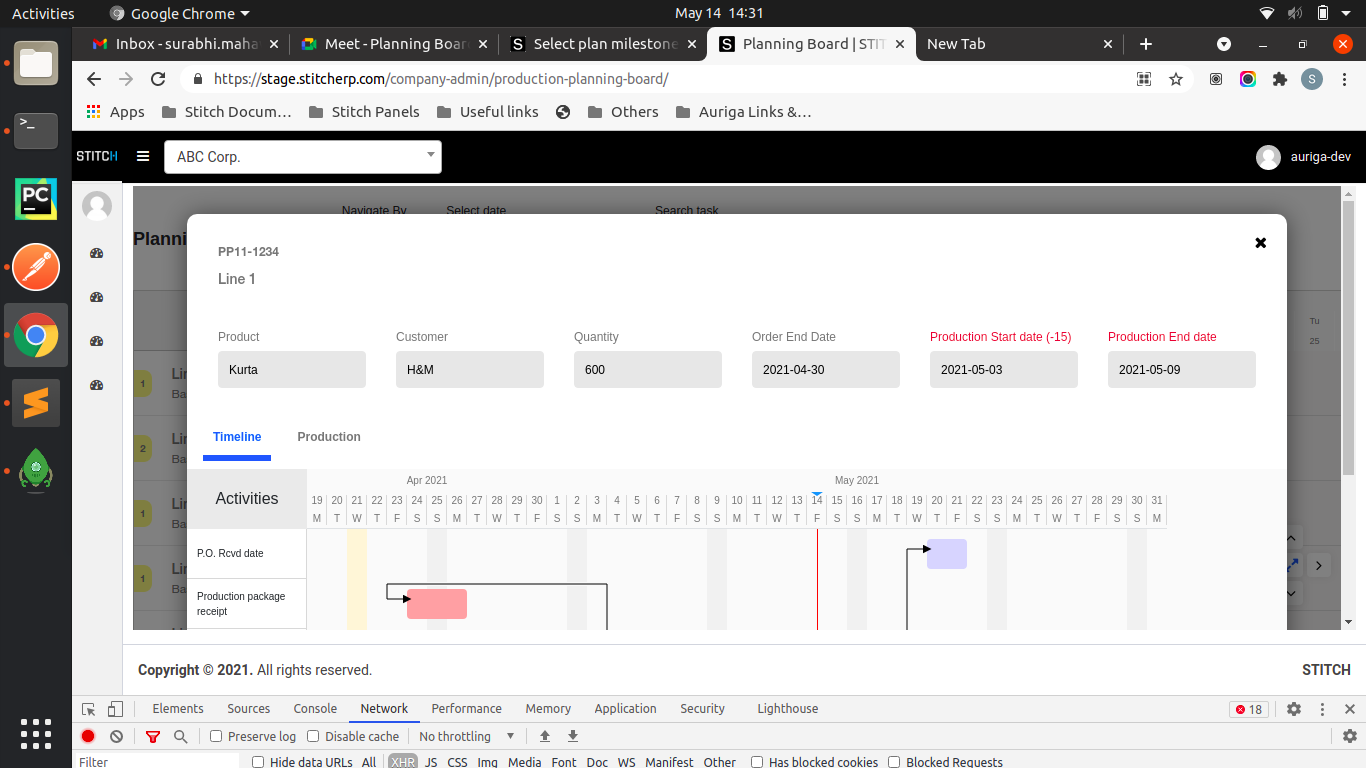 Activities Google Chrome May 14 14:31
Inbox - surabhi.maha Meet - Planning Boar Select plan milestone Planning Board | STIT New Tab
https://stage.stitcherp.com/company-admin/production-planning-board/ S
Apps Stitch Docum... Stitch Panels Useful links Others Auriga Links &...
STITCH ABC Corp. auriga-dev
Navigate By Select date Search task
Planni
PP11-1234
Line 1
Product Customer Quantity Order End Date Production Start date (-15) Production End date
Kurta H&M 600 2021-04-30 2021-05-03 2021-05-09
Tu
25
1 Lin
Ba
2 Lin
Ba
1 Lin
Ba
1 Lin
Ba
Timeline Production
Activities
Apr 2021 May 2021
19 20 21 22 23 24 25 26 27 28 29 30 1 2 3 4 5 6 7 8 9 10 11 12 13 14 15 16 17 18 19 20 21 22 23 24 25 26 27 28 29 30 31
M T W T F S S M T W T F S S M T W T F S S M T W T F S S M T W T F S S M T W T F S S M
P.O. Rcvd date
Production package
receipt
Copyright © 2021. All rights reserved. STITCH
Elements Sources Console Network Performance Memory Application Security Lighthouse 18
Preserve log Disable cache No throttling
Filter Hide data URLs All XHR JS CSS Img Media Font Doc WS Manifest Other Has blocked cookies Blocked Requests